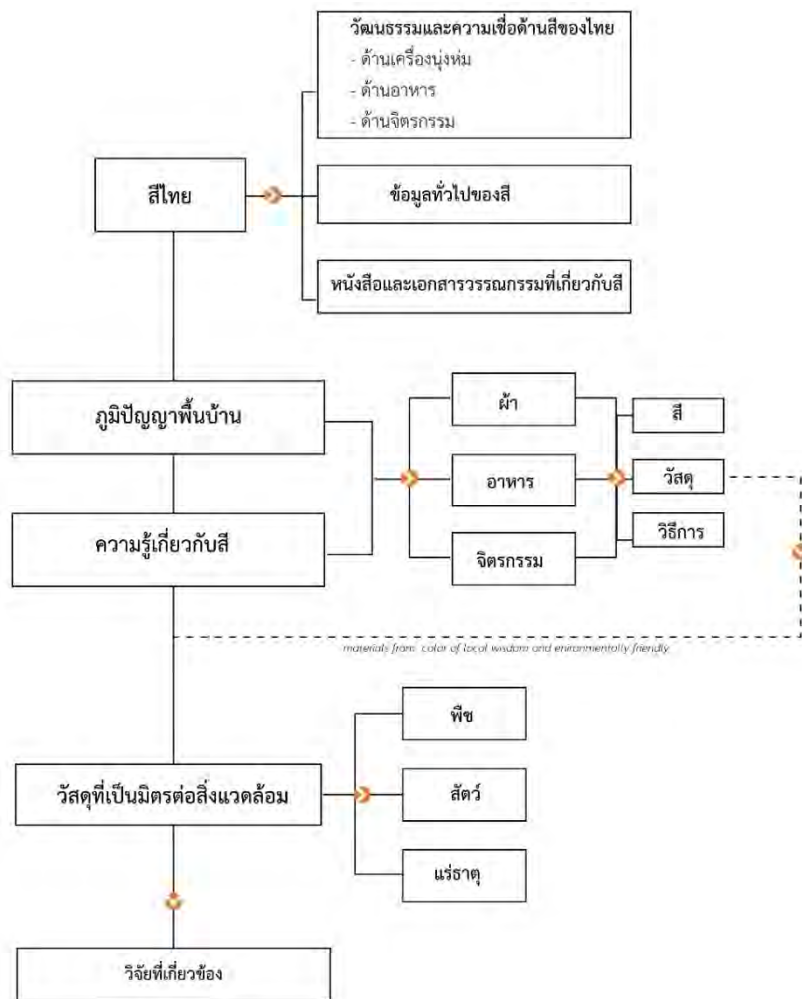 วัฒนธรรมและความเชื่อด้านสีของไทย
- ด้านเครื่องนุ่งห่ม
- ด้านอาหาร
- ด้านจิตรกรรม
สีไทย
ข้อมูลทั่วไปของสี
หนังสือและเอกสารวรรณกรรมที่เกี่ยวกับสี
ภูมิปัญญาพื้นบ้าน
ผ้า
สี
อาหาร
วัสดุ
ความรู้เกี่ยวกับสี
จิตรกรรม
วิธีการ
materials from color of local wisdom and enironmentally friendly
พืช
วัสดุที่เป็นมิตรต่อสิ่งแวดล้อม
สัตว์
แร่ธาตุ
วิจัยที่เกี่ยวข้อง